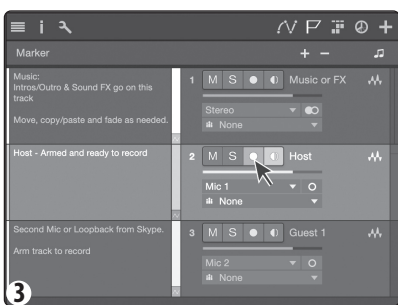 Marker
Music:
Intros/Outro & Sound FX go on this
track
Move, copy/paste and fade as needed.
1 M S Music or FX
Stereo
None
Host - Armed and ready to record
2 M S Host
Mic 1
None
Second Mic or Loopback from Skype.
Arm track to record
3 M S Guest 1
Mic 2
None
3